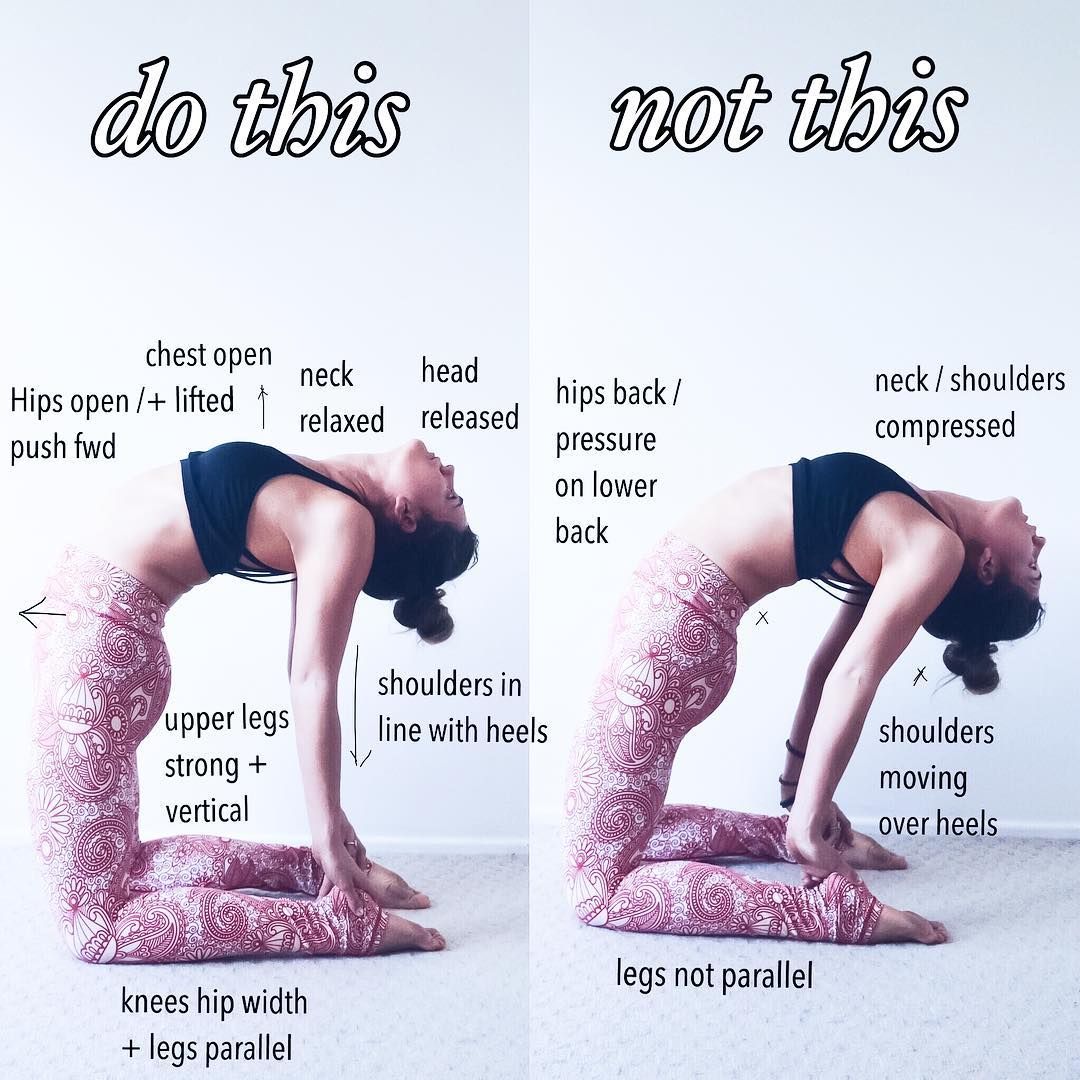 do this
chest open
Hips open /+ lifted
push fwd
neck
relaxed
head
released
shoulders in
line with heels
upper legs
strong +
vertical
knees hip width
+ legs parallel
not this
hips back /
pressure
on lower
back
neck / shoulders
compressed
x
x
shoulders
moving
over heels
legs not parallel